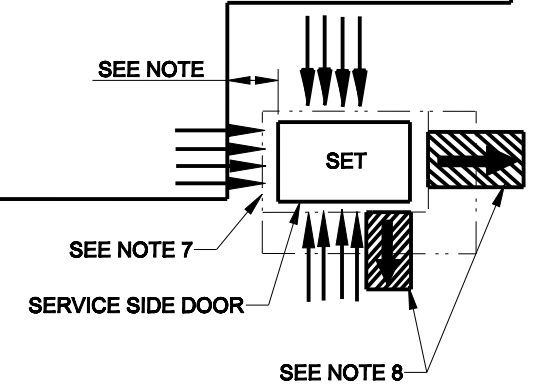 SEE NOTE
SET
SEE NOTE 7
SERVICE SIDE DOOR
SEE NOTE 8